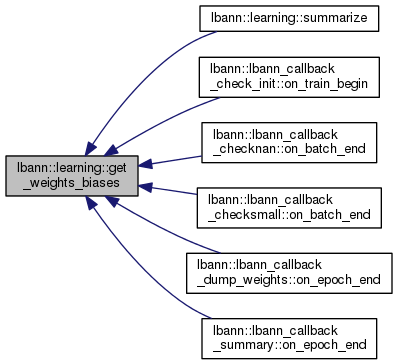 lbann::learning::summarize
lbann::lbann_callback
_check_init::on_train_begin
lbann::lbann_callback
_checknan::on_batch_end
lbann::learning::get
_weights_biases
lbann::lbann_callback
_checksmall::on_batch_end
lbann::lbann_callback
_dump_weights::on_epoch_end
lbann::lbann_callback
_summary::on_epoch_end